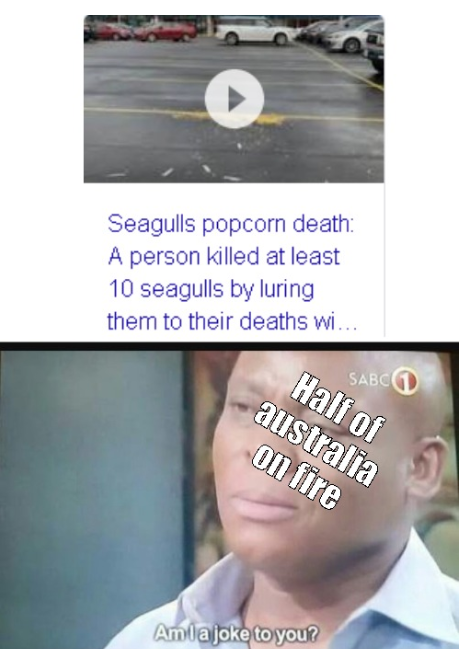 Seagulls popcorn death:
A person killed at least
10 seagulls by luring
them to their deaths wi...
SABC 1
Half of
australia
on fire
Am I a joke to you?